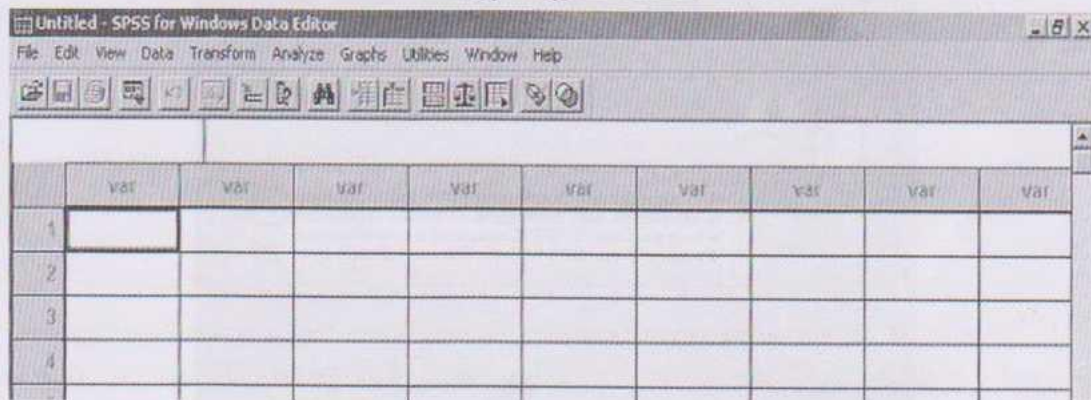 Untitled - SPSS for Windows Data Editor
File Edit View Data Transform Analyze Graphs Utilities Window Help
var var var var var var var var var
1
2
3
4